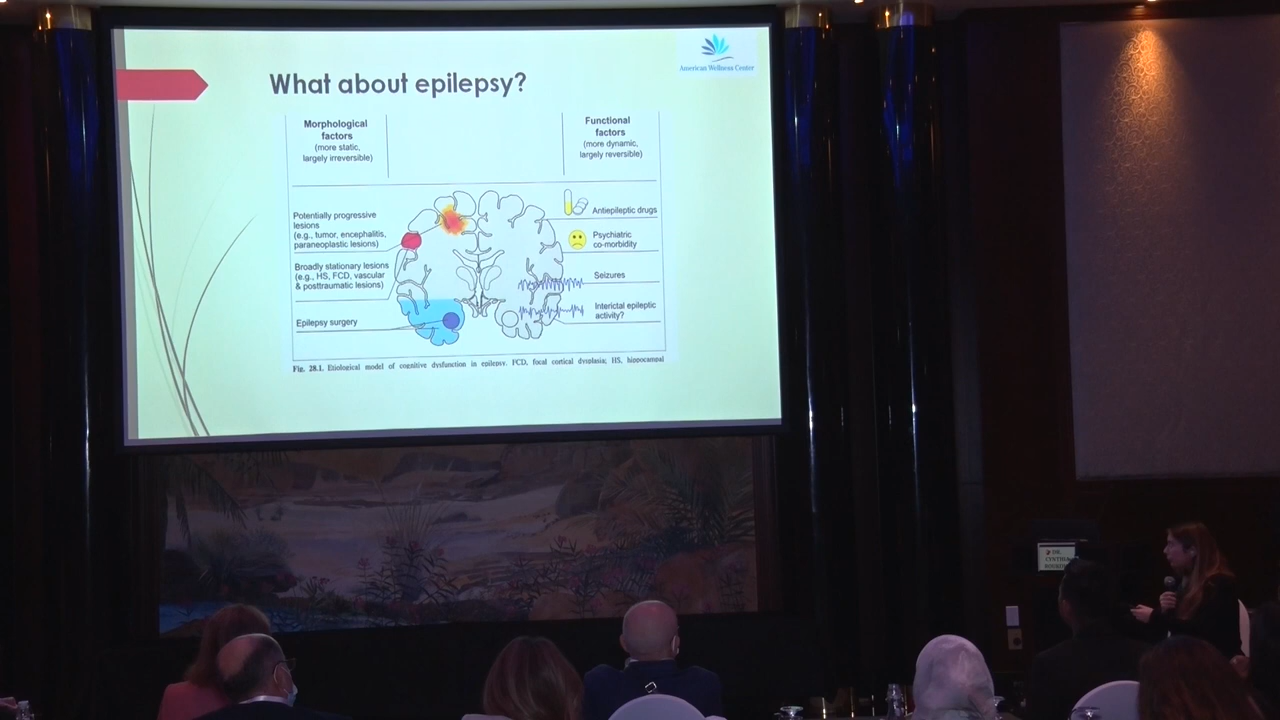 American Wellness Center
What about epilepsy?
Morphological
factors
(more static,
largely irreversible)
Functional
factors
(more dynamic,
largely reversible)
Potentially progressive
lesions
(e.g., tumor, encephalitis,
paraneoplastic lesions)
Broadly stationary lesions
(e.g., HS, FCD, vascular
& posttraumatic lesions)
Epilepsy surgery
Antiepileptic drugs
Psychiatric
co-morbidity
Seizures
Interictal epileptic
activity?
Fig. 28.1. Etiological model of cognitive dysfunction in epilepsy. FCD, focal cortical dysplasia; HS, hippocampal
DR.